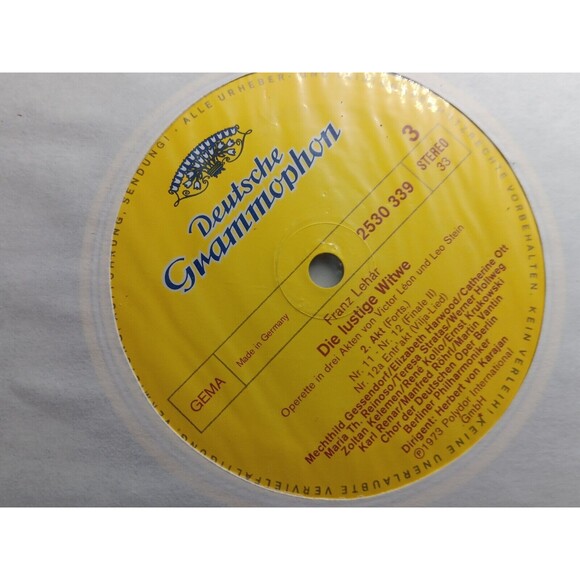 Deutsche
Grammophon
3
STEREO
33
2530 339
GEMA
Made in Germany
Franz Lehár
Die lustige Witwe
Operette in drei Akten von Victor Léon und Leo Stein
2. Akt (Forts.)
Nr. 11 - Nr. 12 (Finale II)
Nr. 12a Entr'akt (Vilja-Lied)
Mechthild Gessendorf/Elizabeth Harwood/Catherine Ott
Maria Th. Reinoso/Teresa Stratas/Werner Hollweg
Zoltan Kelemen/René Kollo/Ernst Krukowski
Karl Renar/Manfred Röhrl/Martin Vantin
Chor der Deutschen Oper Berlin
Berliner Philharmoniker
Dirigent: Herbert von Karajan
℗1973 Polydor International
GmbH
SENDUNG! · ALLE URHEBER
RECHTE VORBEHALTEN. KEIN VERLEIH! KEINE UNERLAUBTE VERVIELFÄLTIGUNG